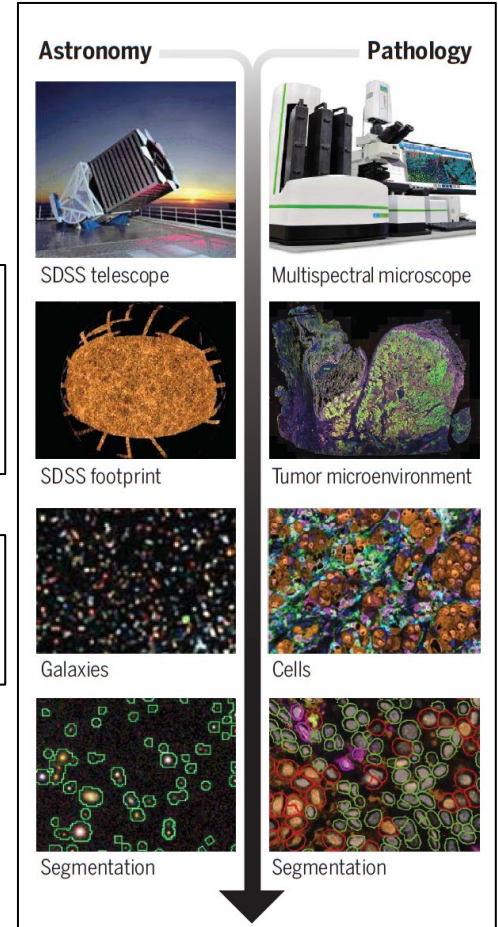 Astronomy
Pathology
SDSS telescope
Multispectral microscope
SDSS footprint
Tumor microenvironment
Galaxies
Cells
Segmentation
Segmentation